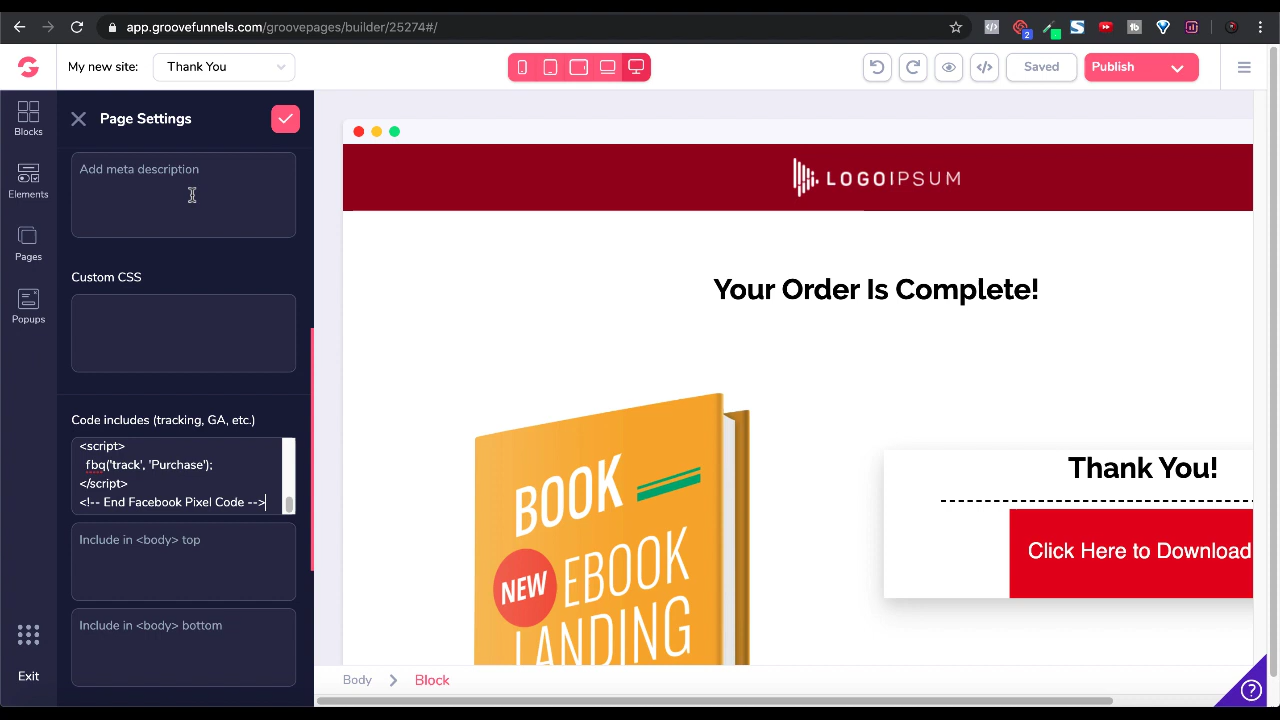 app.groovefunnels.com/groovepages/builder/25274#/
2
My new site:
Thank You
Saved
Publish
Blocks
Elements
Pages
Popups
Exit
Page Settings
Add meta description
Custom CSS
Code includes (tracking, GA, etc.)
<script>
fbq('track', 'Purchase');
</script>
<!-- End Facebook Pixel Code -->
Include in <body> top
Include in <body> bottom
LOGOIPSUM
Your Order Is Complete!
BOOK
NEW
EBOOK
LANDING
Thank You!
Click Here to Download
Body
Block
?